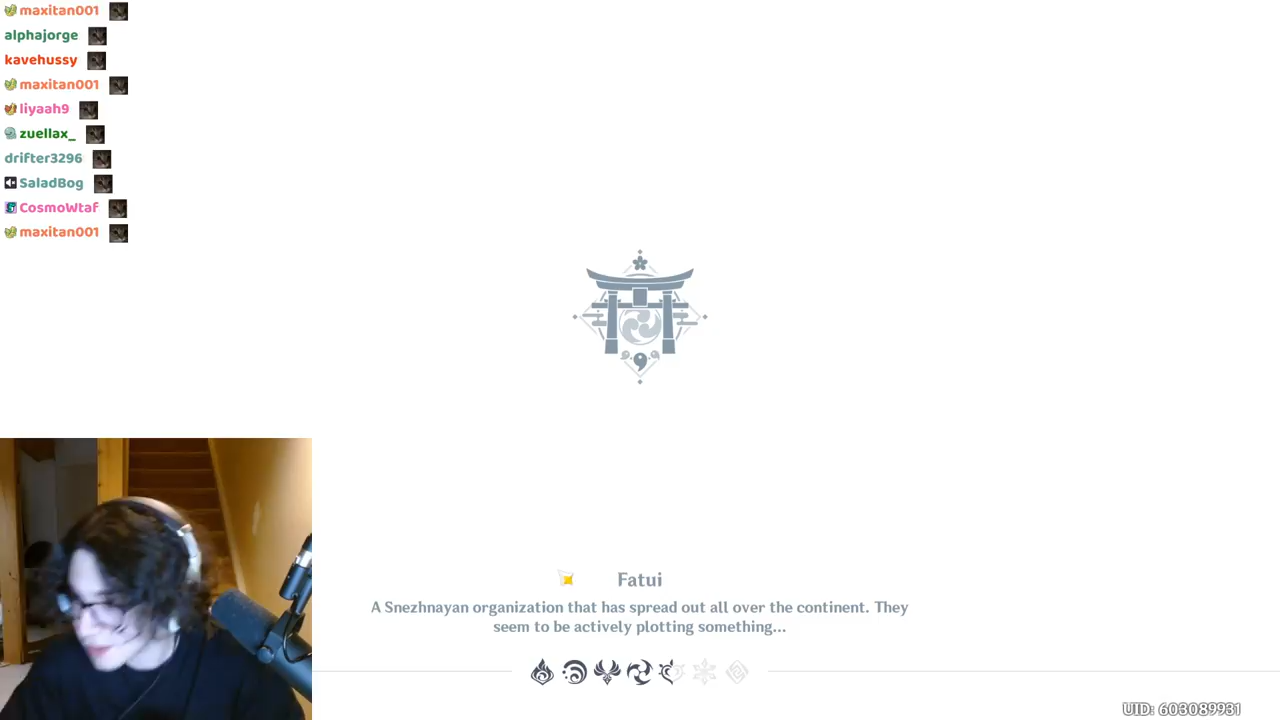 maxitan001
alphajorge
kavehussy
maxitan001
liyaah9
zuellax_
drifter3296
SaladBog
CosmoWtaf
maxitan001
Fatui
A Snezhnayan organization that has spread out all over the continent. They
seem to be actively plotting something...
UID: 603089931